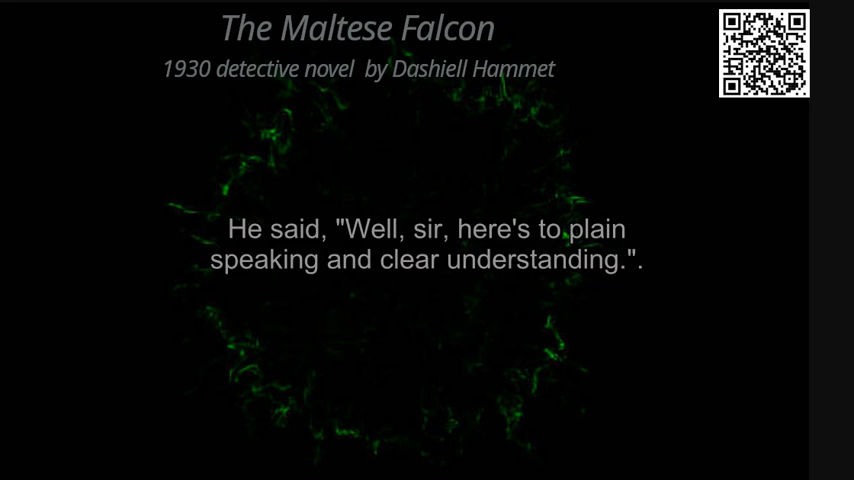 The Maltese Falcon
1930 detective novel  by Dashiell Hammet
He said, "Well, sir, here's to plain
speaking and clear understanding.".